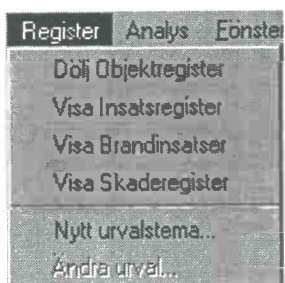 Register Analys Fönster
Dölj Objektregister
Visa Insatsregister
Visa Brandinsatser
Visa Skaderegister
Nytt urvalstema...
Ändra urval...